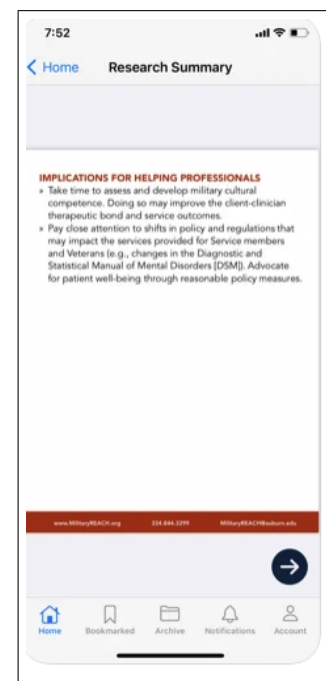 7:52
Home Research Summary
IMPLICATIONS FOR HELPING PROFESSIONALS
» Take time to assess and develop military cultural
competence. Doing so may improve the client-clinician
therapeutic bond and service outcomes.
» Pay close attention to shifts in policy and regulations that
may impact the services provided for Service members
and Veterans (e.g., changes in the Diagnostic and
Statistical Manual of Mental Disorders [DSM]). Advocate
for patient well-being through reasonable policy measures.
www.MilitaryREACH.org 334.844.3299 MilitaryREACH@auburn.edu
Home Bookmarked Archive Notifications Account